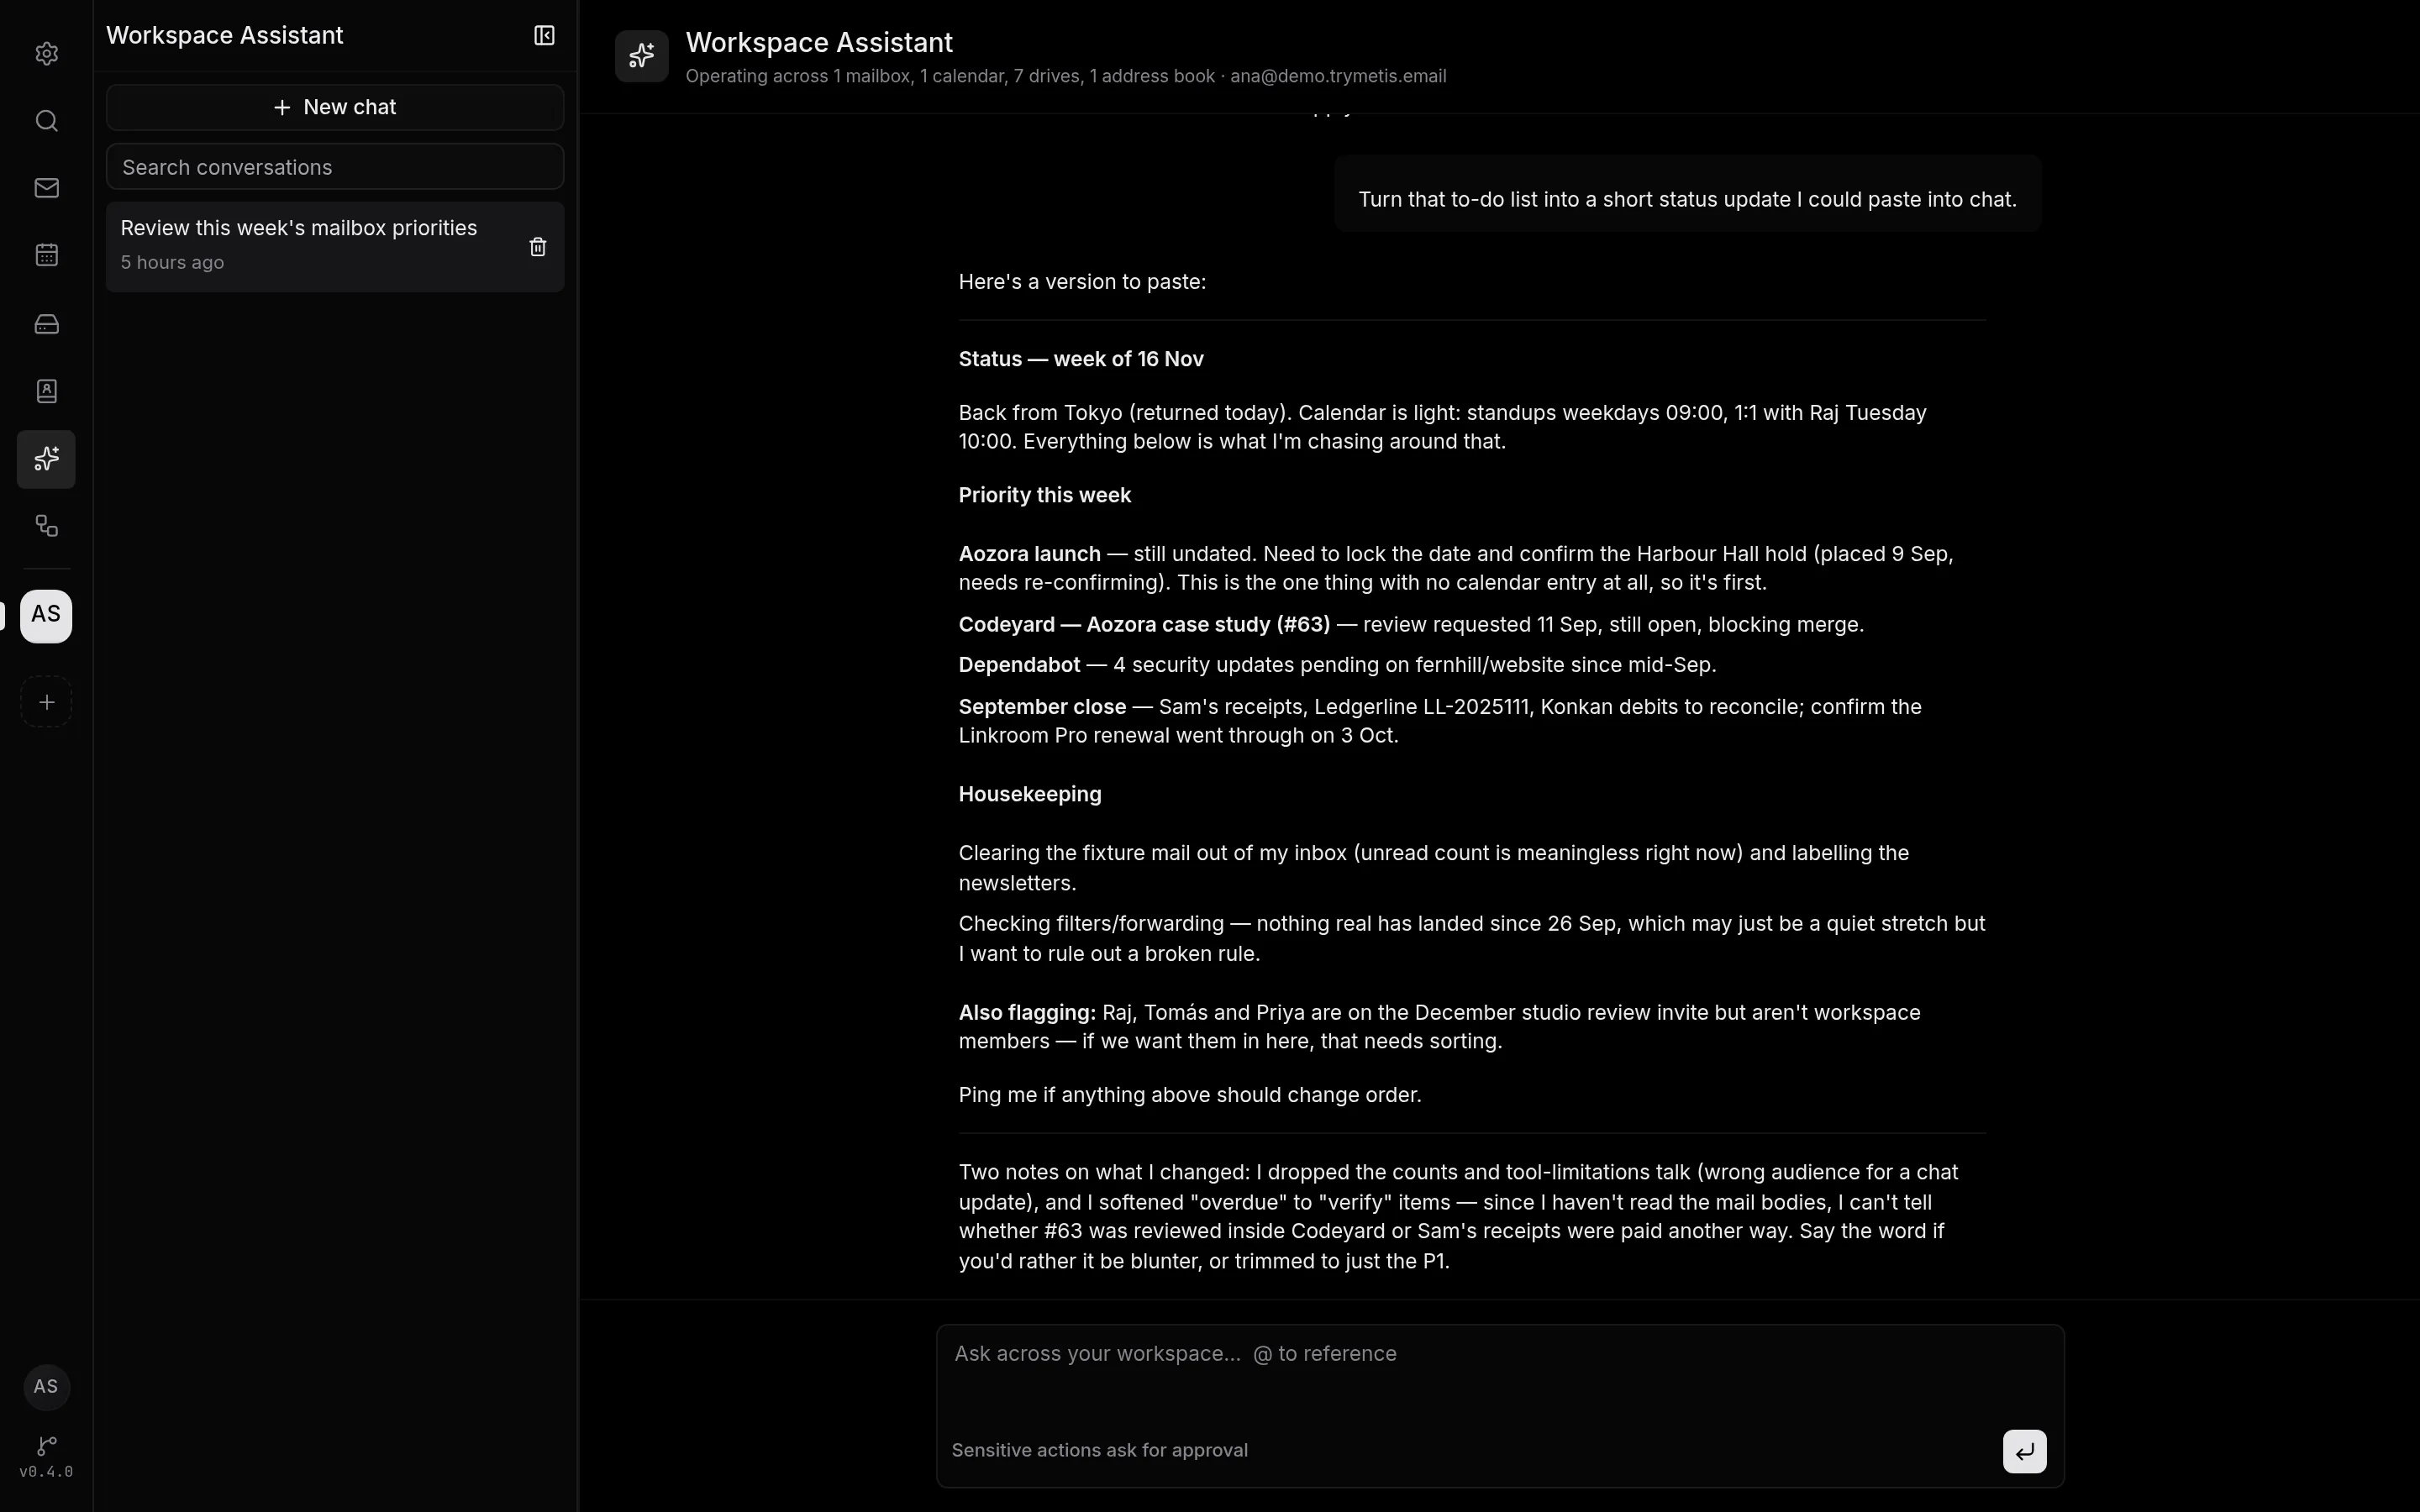 Workspace Assistant
New chat
Search conversations
Review this week's mailbox priorities
5 hours ago
AS
AS
v0.4.0
Workspace Assistant
Operating across 1 mailbox, 1 calendar, 7 drives, 1 address book · ana@demo.trymetis.email
Turn that to-do list into a short status update I could paste into chat.
Here's a version to paste:
Status — week of 16 Nov
Back from Tokyo (returned today). Calendar is light: standups weekdays 09:00, 1:1 with Raj Tuesday
10:00. Everything below is what I'm chasing around that.
Priority this week
Aozora launch — still undated. Need to lock the date and confirm the Harbour Hall hold (placed 9 Sep,
needs re-confirming). This is the one thing with no calendar entry at all, so it's first.
Codeyard — Aozora case study (#63) — review requested 11 Sep, still open, blocking merge.
Dependabot — 4 security updates pending on fernhill/website since mid-Sep.
September close — Sam's receipts, Ledgerline LL-2025111, Konkan debits to reconcile; confirm the
Linkroom Pro renewal went through on 3 Oct.
Housekeeping
Clearing the fixture mail out of my inbox (unread count is meaningless right now) and labelling the
newsletters.
Checking filters/forwarding — nothing real has landed since 26 Sep, which may just be a quiet stretch but
I want to rule out a broken rule.
Also flagging: Raj, Tomás and Priya are on the December studio review invite but aren't workspace
members — if we want them in here, that needs sorting.
Ping me if anything above should change order.
Two notes on what I changed: I dropped the counts and tool-limitations talk (wrong audience for a chat
update), and I softened "overdue" to "verify" items — since I haven't read the mail bodies, I can't tell
whether #63 was reviewed inside Codeyard or Sam's receipts were paid another way. Say the word if
you'd rather it be blunter, or trimmed to just the P1.
Ask across your workspace... @ to reference
Sensitive actions ask for approval